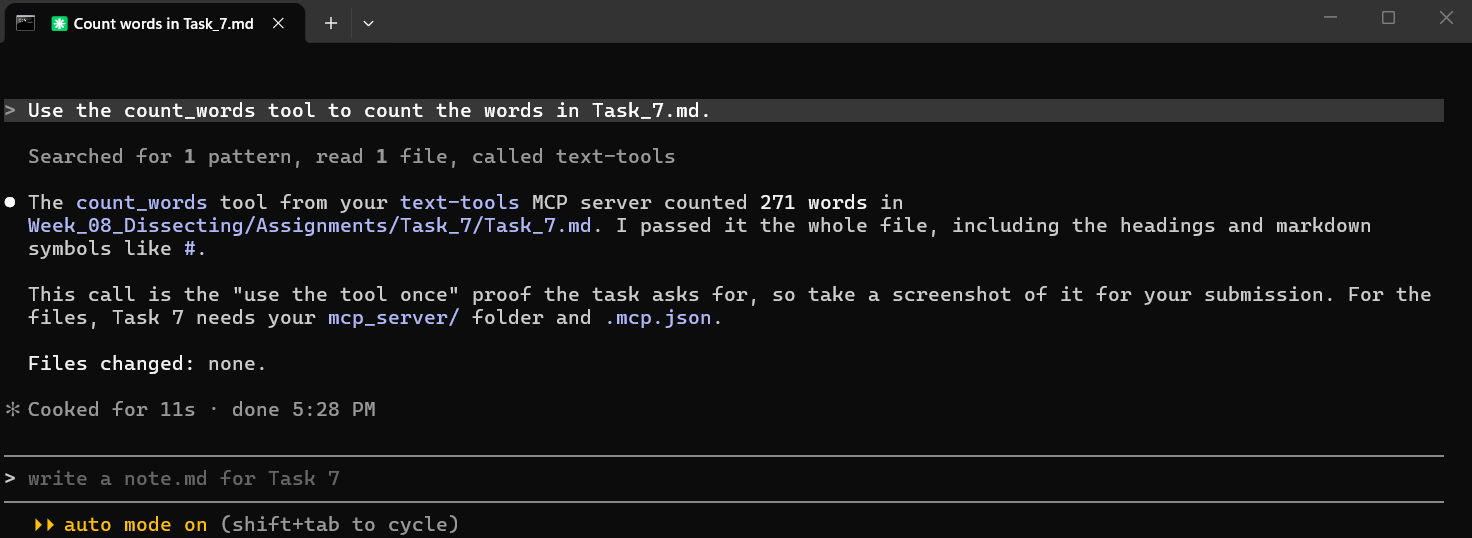 Count words in Task_7.md
> Use the count_words tool to count the words in Task_7.md.
Searched for 1 pattern, read 1 file, called text-tools
● The count_words tool from your text-tools MCP server counted 271 words in
Week_08_Dissecting/Assignments/Task_7/Task_7.md. I passed it the whole file, including the headings and markdown
symbols like #.
This call is the "use the tool once" proof the task asks for, so take a screenshot of it for your submission. For the
files, Task 7 needs your mcp_server/ folder and .mcp.json.
Files changed: none.
✻ Cooked for 11s · done 5:28 PM
> write a note.md for Task 7
⏵⏵ auto mode on (shift+tab to cycle)